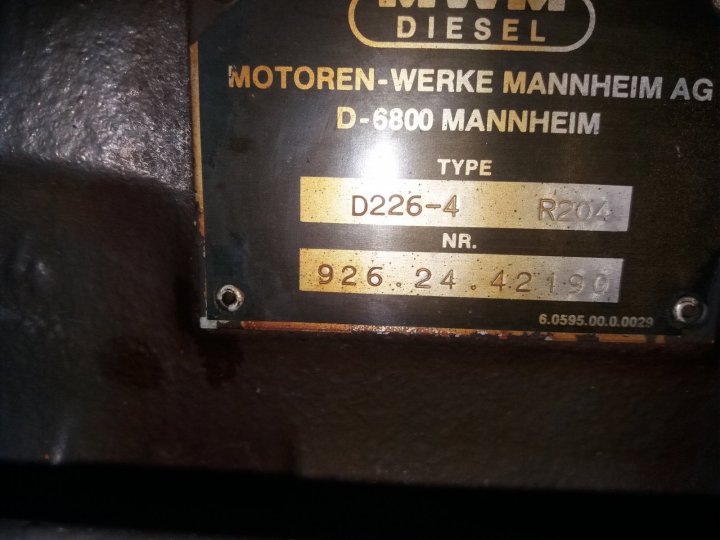 MWM
DIESEL
MOTOREN-WERKE MANNHEIM AG
D-6800 MANNHEIM
TYPE
D226-4 R204
NR.
926.24.42190
6.0595.00.0.0029